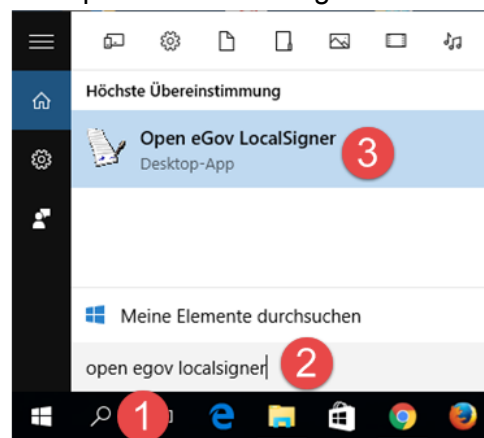 Höchste Übereinstimmung
Open eGov LocalSigner
3
Desktop-App
Meine Elemente durchsuchen
open egov localsigner
2
1